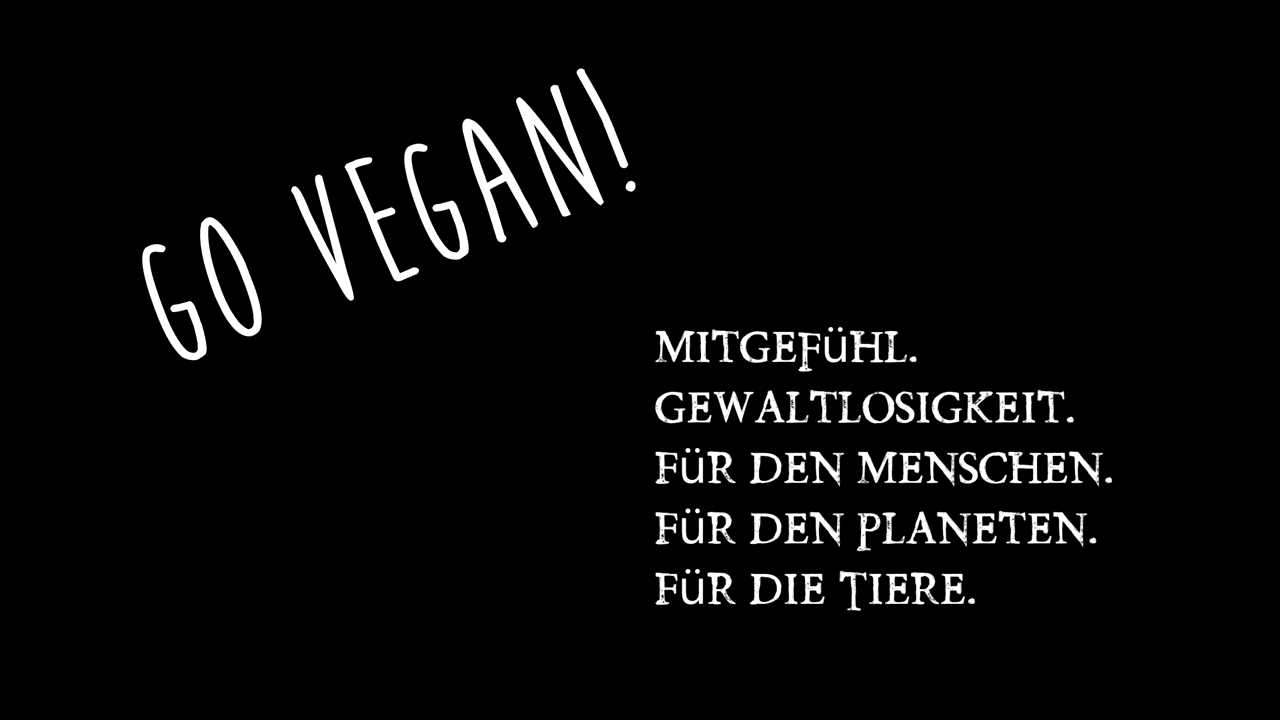 GO VEGAN!
MITGEFÜHL.
GEWALTLOSIGKEIT.
FÜR DEN MENSCHEN.
FÜR DEN PLANETEN.
FÜR DIE TIERE.